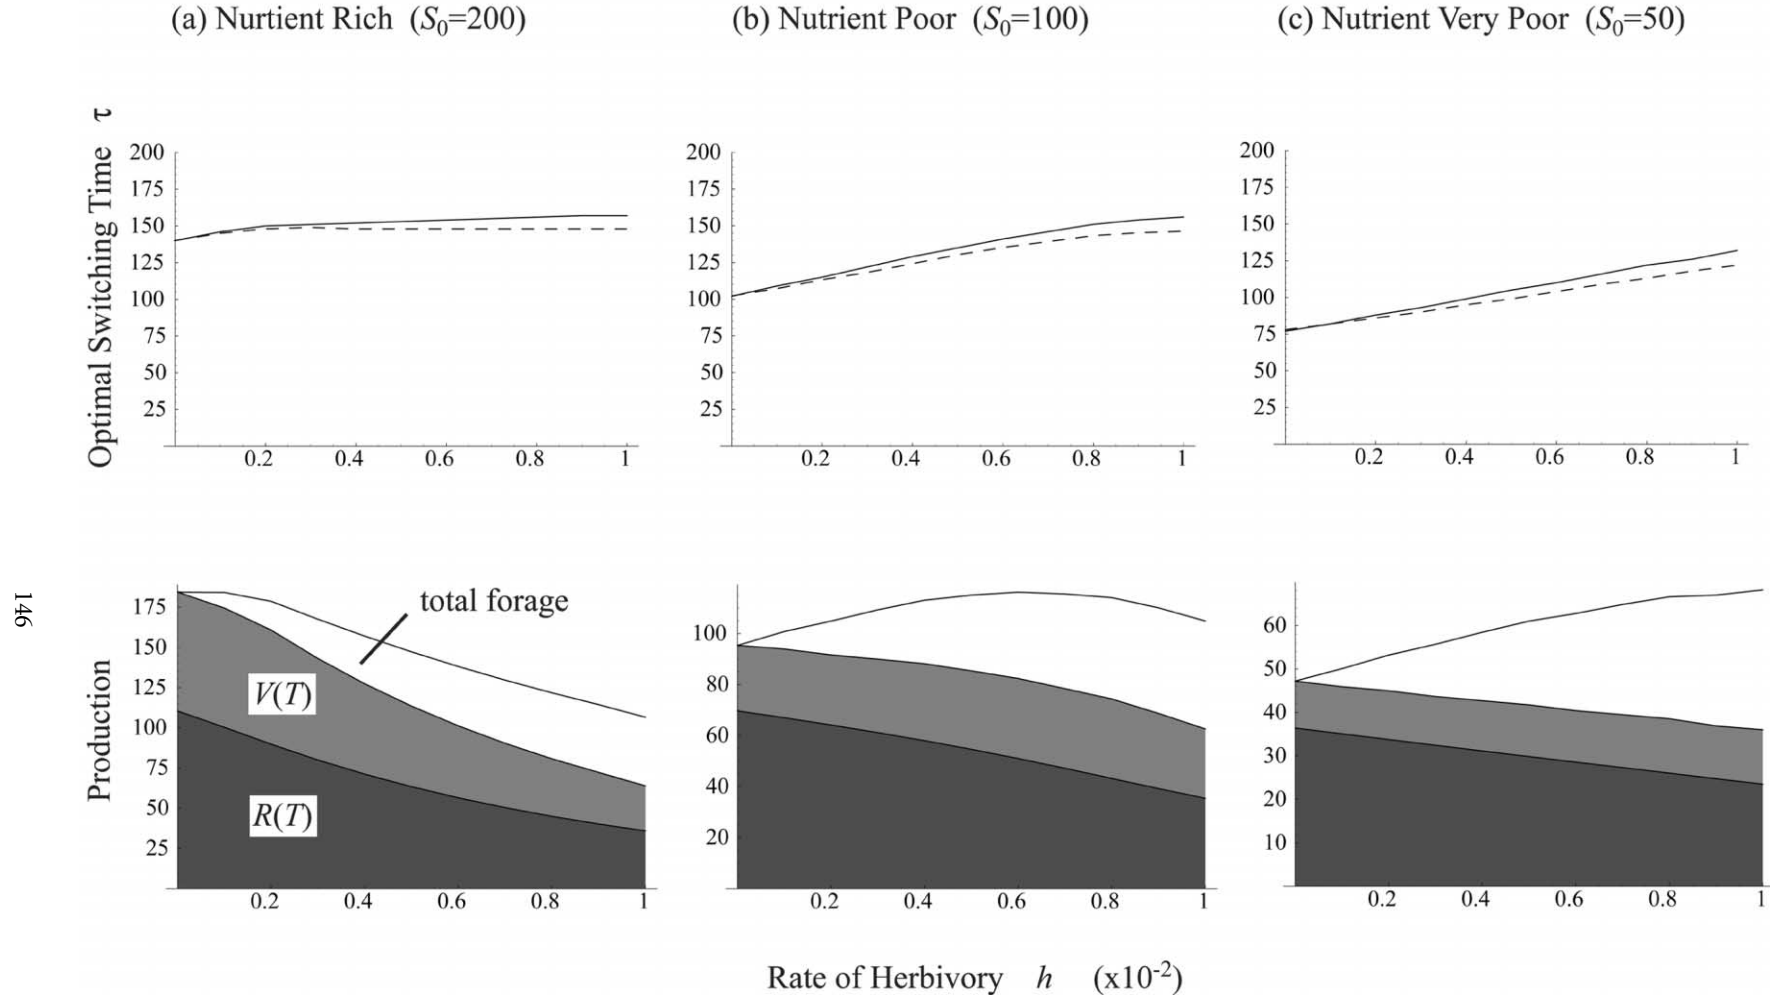 (a) Nurtient Rich (S0=200)
(b) Nutrient Poor (S0=100)
(c) Nutrient Very Poor (S0=50)
Optimal Switching Time τ
200
175
150
125
100
75
50
25
0.2 0.4 0.6 0.8 1
200
175
150
125
100
75
50
25
0.2 0.4 0.6 0.8 1
200
175
150
125
100
75
50
25
0.2 0.4 0.6 0.8 1
146
Production
175
150
125
100
75
50
25
total forage
V(T)
R(T)
0.2 0.4 0.6 0.8 1
100
80
60
40
20
0.2 0.4 0.6 0.8 1
60
50
40
30
20
10
0.2 0.4 0.6 0.8 1
Rate of Herbivory h (x10-2)